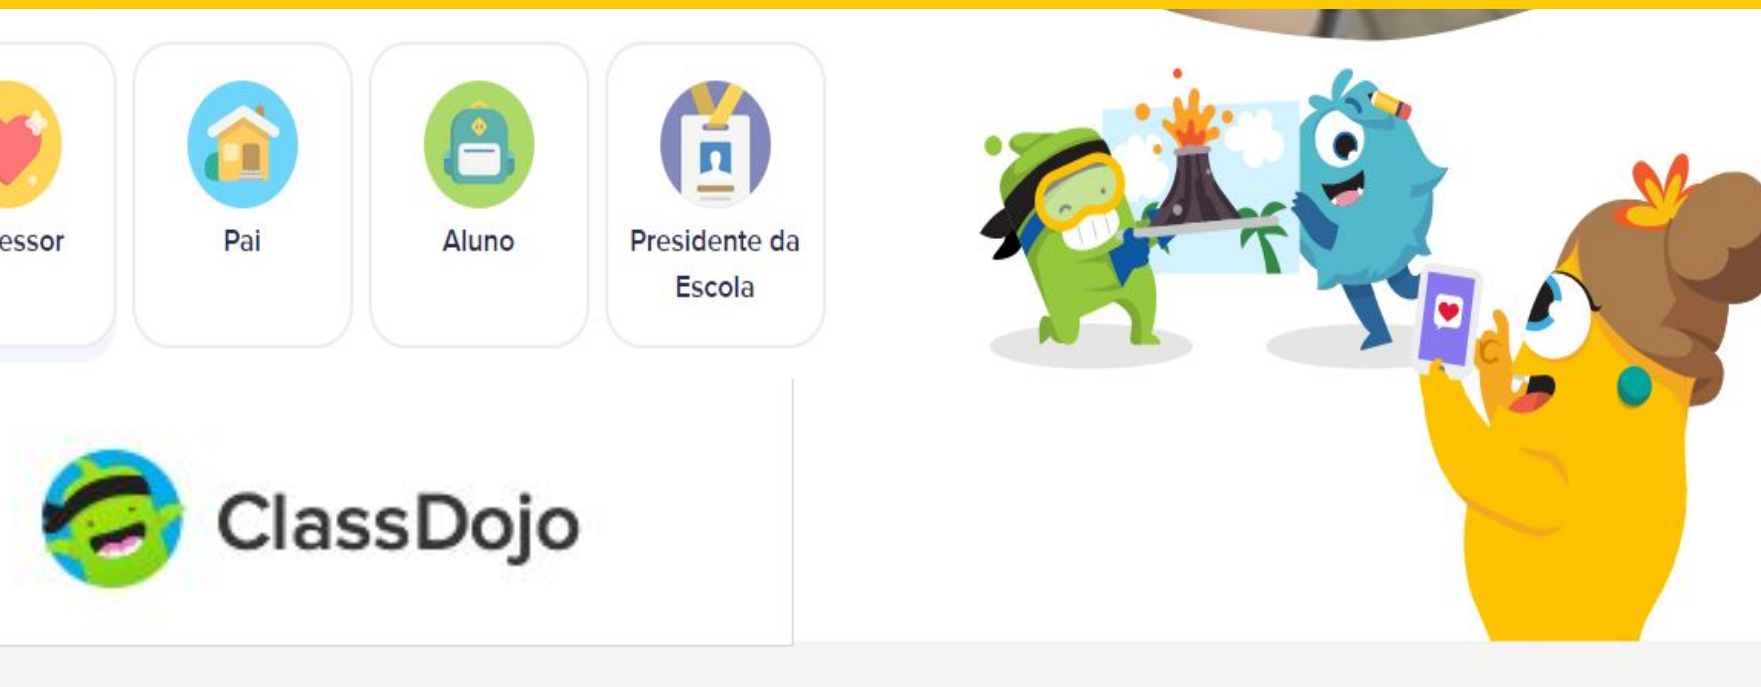 essor
Pai
Aluno
Presidente da
Escola
ClassDojo